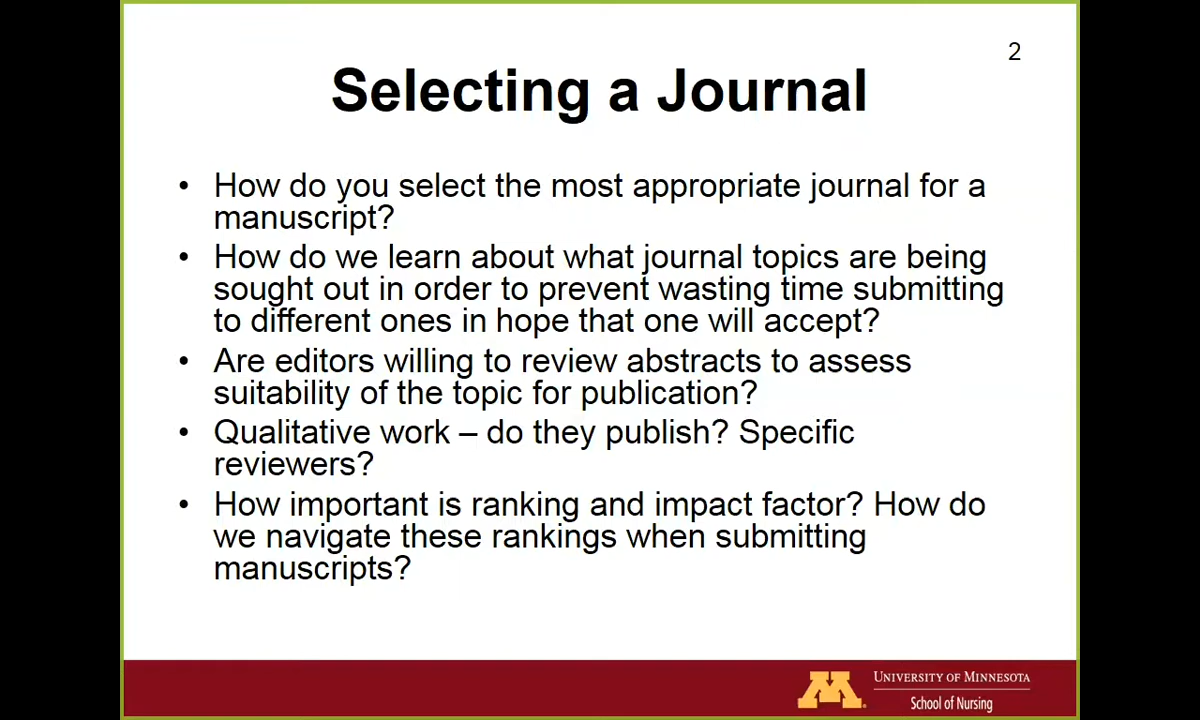 2
Selecting a Journal
• How do you select the most appropriate journal for a
manuscript?
• How do we learn about what journal topics are being
sought out in order to prevent wasting time submitting
to different ones in hope that one will accept?
• Are editors willing to review abstracts to assess
suitability of the topic for publication?
• Qualitative work – do they publish? Specific
reviewers?
• How important is ranking and impact factor? How do
we navigate these rankings when submitting
manuscripts?
M
UNIVERSITY OF MINNESOTA
School of Nursing